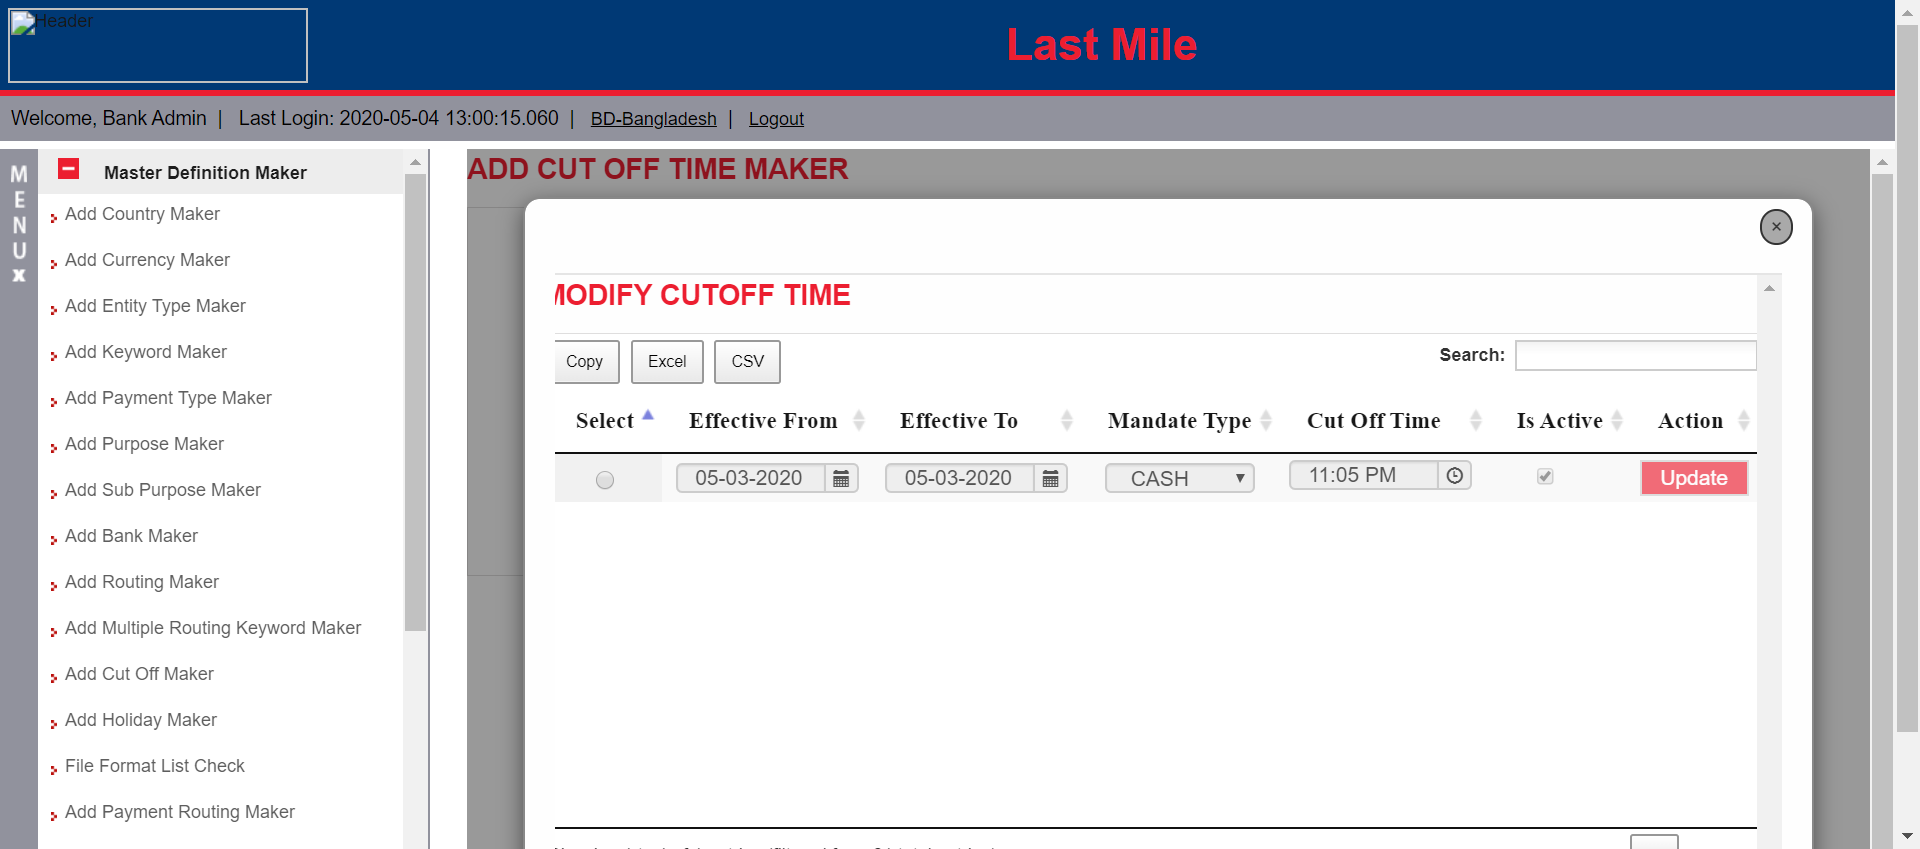 Header
Last Mile
Welcome, Bank Admin | Last Login: 2020-05-04 13:00:15.060 | BD-Bangladesh | Logout
MENU
x
Master Definition Maker
Add Country Maker
Add Currency Maker
Add Entity Type Maker
Add Keyword Maker
Add Payment Type Maker
Add Purpose Maker
Add Sub Purpose Maker
Add Bank Maker
Add Routing Maker
Add Multiple Routing Keyword Maker
Add Cut Off Maker
Add Holiday Maker
File Format List Check
Add Payment Routing Maker
ADD CUT OFF TIME MAKER
×
MODIFY CUTOFF TIME
Copy Excel CSV Search:
Select Effective From Effective To Mandate Type Cut Off Time Is Active Action
05-03-2020 05-03-2020 CASH 11:05 PM Update